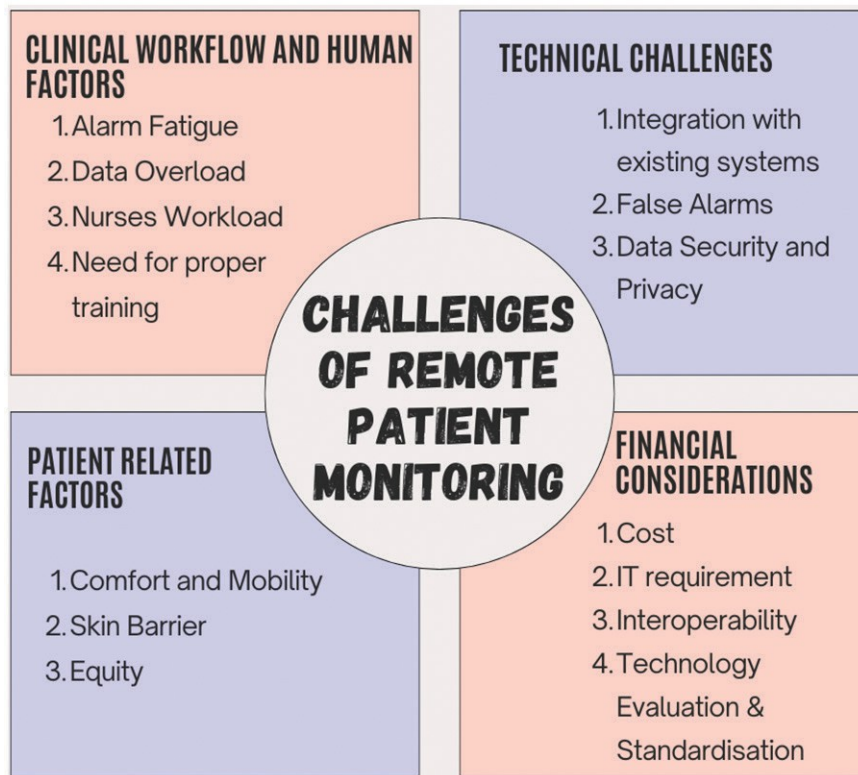 CLINICAL WORKFLOW AND HUMAN
FACTORS
1. Alarm Fatigue
2. Data Overload
3. Nurses Workload
4. Need for proper
training
TECHNICAL CHALLENGES
1. Integration with
existing systems
2. False Alarms
3. Data Security and
Privacy
CHALLENGES
OF REMOTE
PATIENT
MONITORING
PATIENT RELATED
FACTORS
1. Comfort and Mobility
2. Skin Barrier
3. Equity
FINANCIAL
CONSIDERATIONS
1. Cost
2. IT requirement
3. Interoperability
4. Technology
Evaluation &
Standardisation